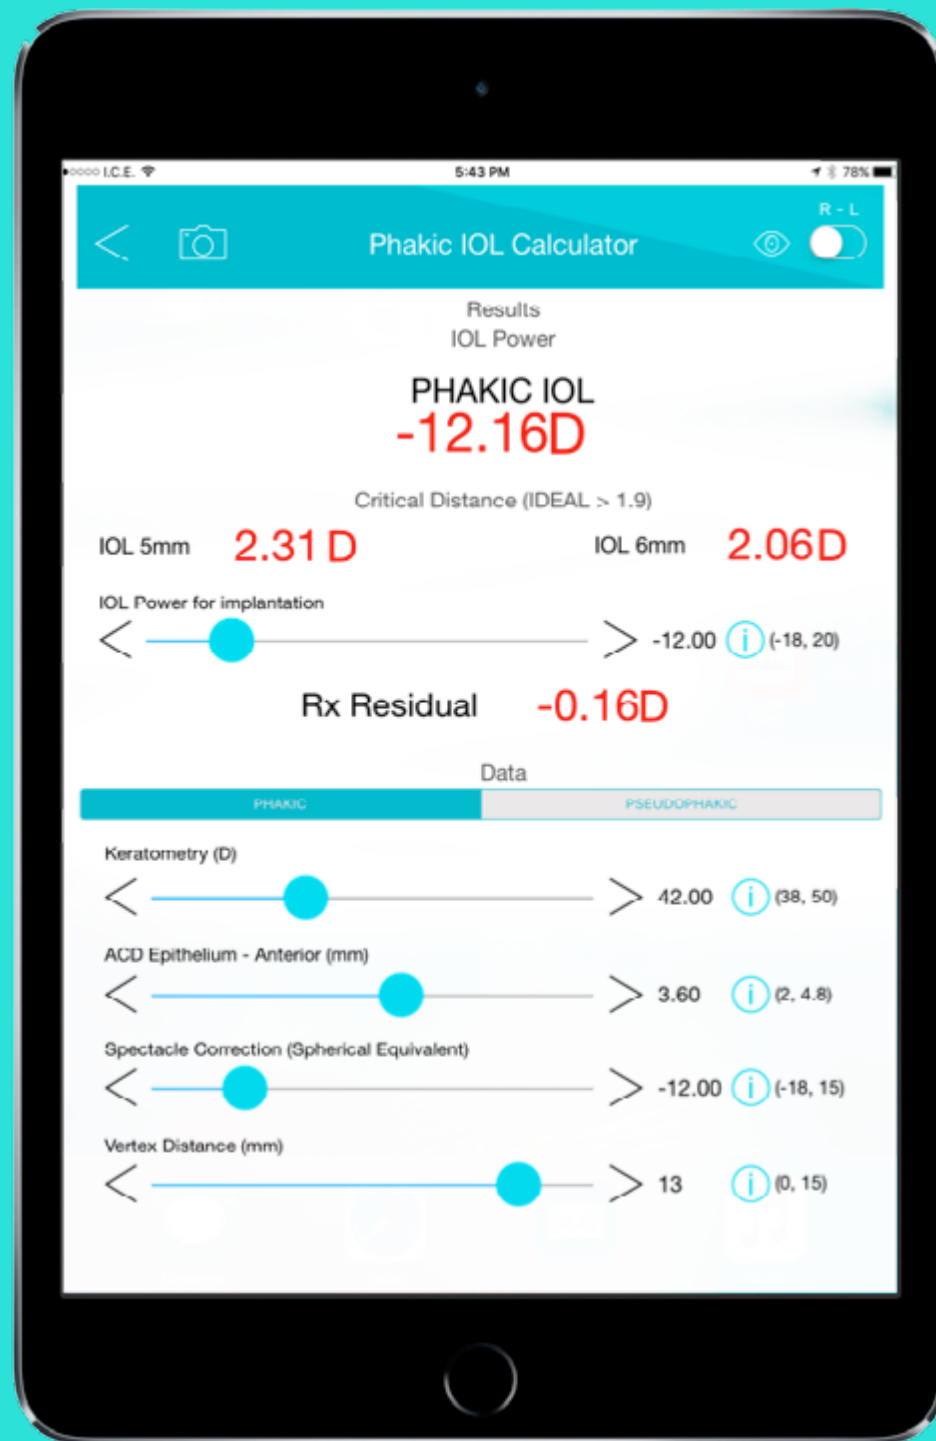 I.C.E. 5:43 PM 78%
R - L
Phakic IOL Calculator
Results
IOL Power
PHAKIC IOL
-12.16D
Critical Distance (IDEAL > 1.9)
IOL 5mm 2.31 D IOL 6mm 2.06D
IOL Power for implantation
-12.00 i (-18, 20)
Rx Residual -0.16D
Data
PHAKIC PSEUDOPHAKIC
Keratometry (D)
42.00 i (38, 50)
ACD Epithelium - Anterior (mm)
3.60 i (2, 4.8)
Spectacle Correction (Spherical Equivalent)
-12.00 i (-18, 15)
Vertex Distance (mm)
13 i (0, 15)